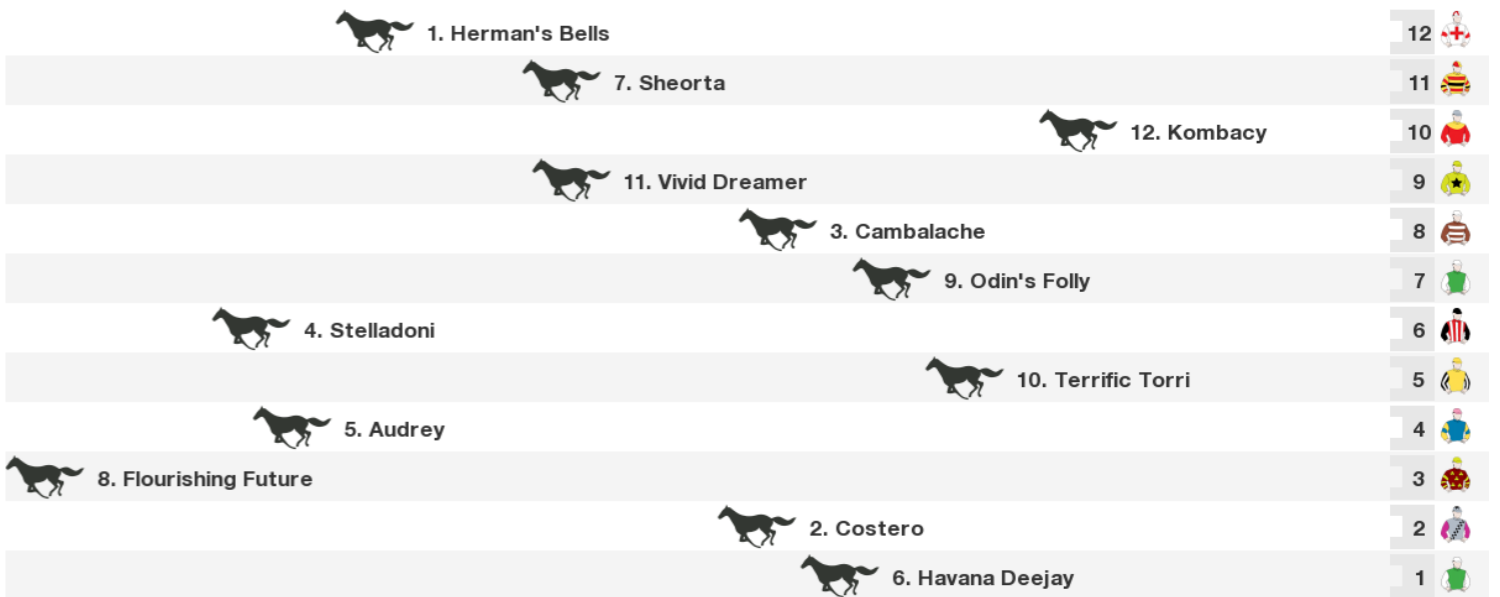 1. Herman's Bells 12
7. Sheorta 11
12. Kombacy 10
11. Vivid Dreamer 9
3. Cambalache 8
9. Odin's Folly 7
4. Stelladoni 6
10. Terrific Torri 5
5. Audrey 4
8. Flourishing Future 3
2. Costero 2
6. Havana Deejay 1